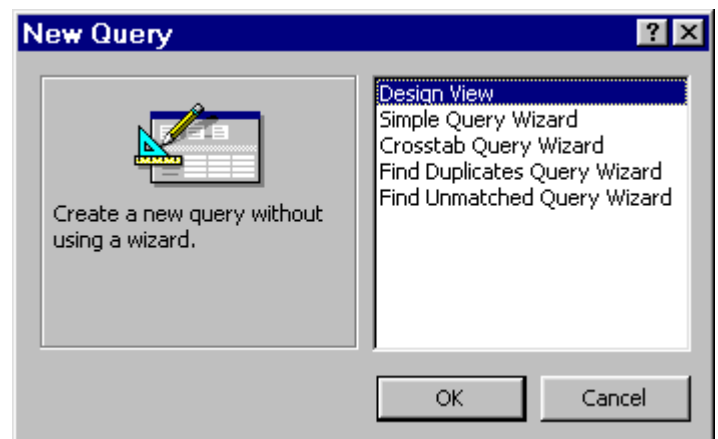 New Query
Design View
Simple Query Wizard
Crosstab Query Wizard
Find Duplicates Query Wizard
Find Unmatched Query Wizard
Create a new query without
using a wizard.
OK
Cancel